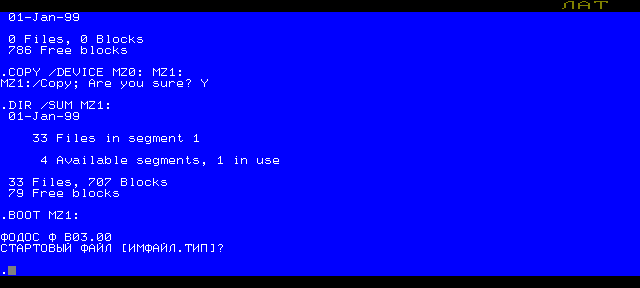 ЛАТ
01-Jan-99
0 Files, 0 Blocks
786 Free blocks
.COPY /DEVICE MZ0: MZ1:
MZ1:/Copy; Are you sure? Y
.DIR /SUM MZ1:
01-Jan-99
33 Files in segment 1
4 Available segments, 1 in use
33 Files, 707 Blocks
79 Free blocks
.BOOT MZ1:
ФОДОС Ф В03.00
СТАРТОВЫЙ ФАЙЛ [ИМФАЙЛ.ТИП]?
.